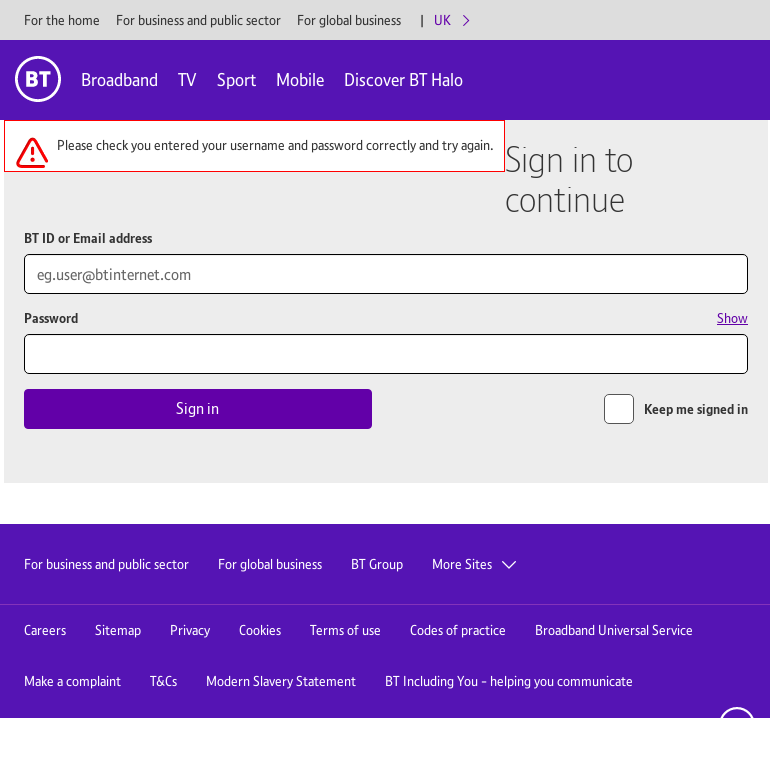 For the home For business and public sector For global business | UK
BT Broadband TV Sport Mobile Discover BT Halo
Please check you entered your username and password correctly and try again.
Sign in to
continue
BT ID or Email address
eg.user@btinternet.com
Password Show
Sign in Keep me signed in
For business and public sector For global business BT Group More Sites
Careers Sitemap Privacy Cookies Terms of use Codes of practice Broadband Universal Service
Make a complaint T&Cs Modern Slavery Statement BT Including You - helping you communicate